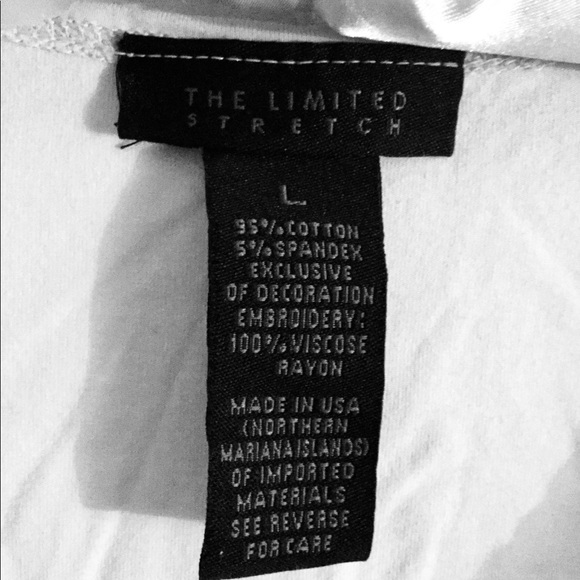 THE LIMITED
STRETCH
L
95% COTTON
5% SPANDEX
EXCLUSIVE
OF DECORATION
EMBROIDERY:
100% VISCOSE
RAYON
MADE IN USA
(NORTHERN
MARIANA ISLANDS)
OF IMPORTED
MATERIALS
SEE REVERSE
FOR CARE